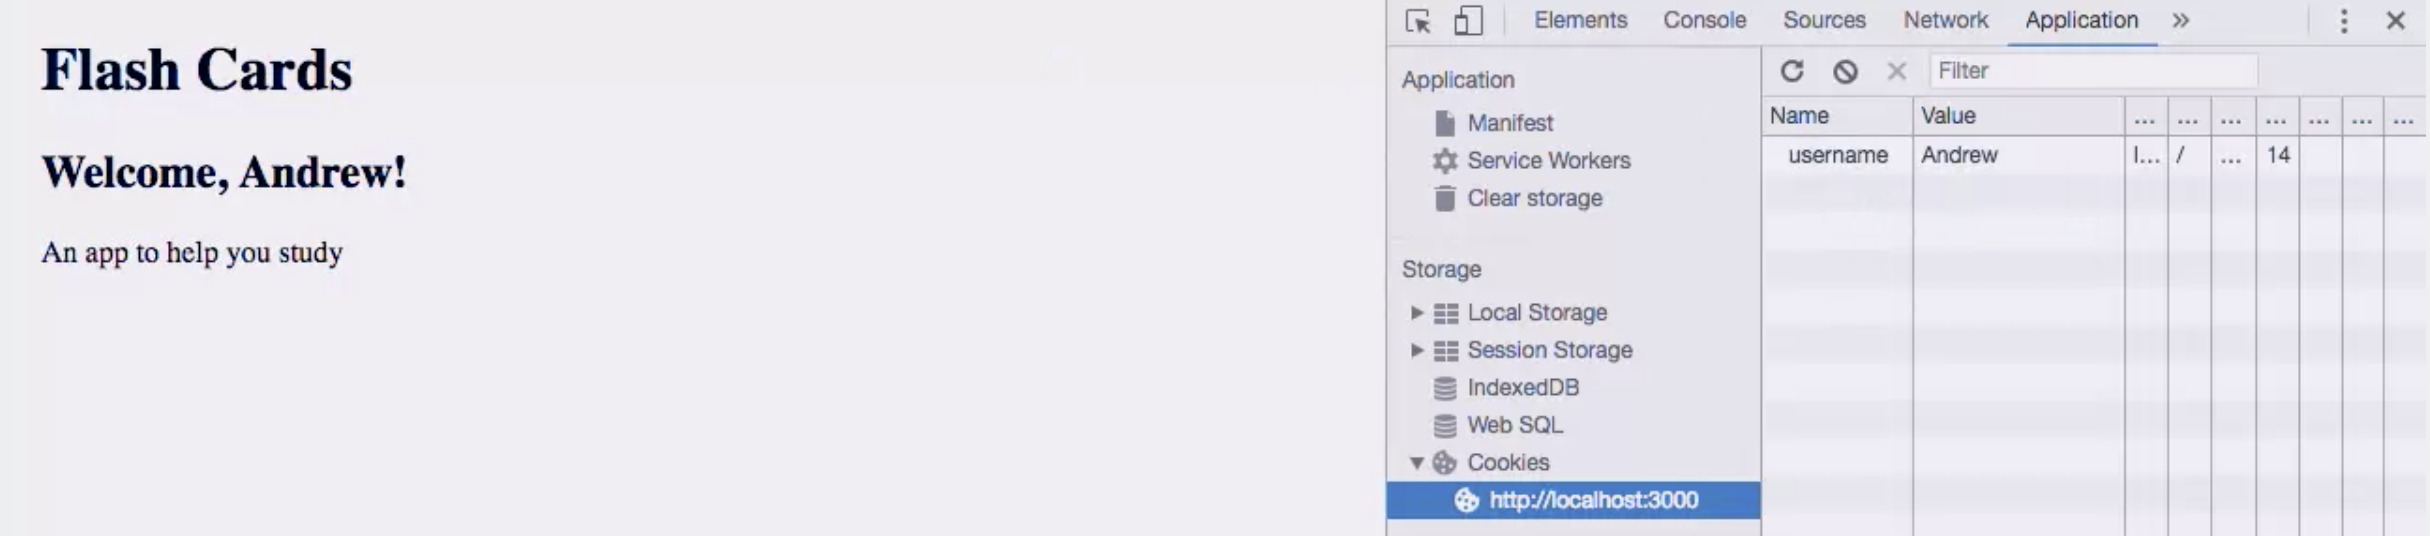 Flash Cards
Welcome, Andrew!
An app to help you study
Elements Console Sources Network Application »
Application
Manifest
Service Workers
Clear storage
Storage
Local Storage
Session Storage
IndexedDB
Web SQL
Cookies
http://localhost:3000
Filter
Name Value ... ... ... ... ... ... ...
username Andrew l... / ... 14